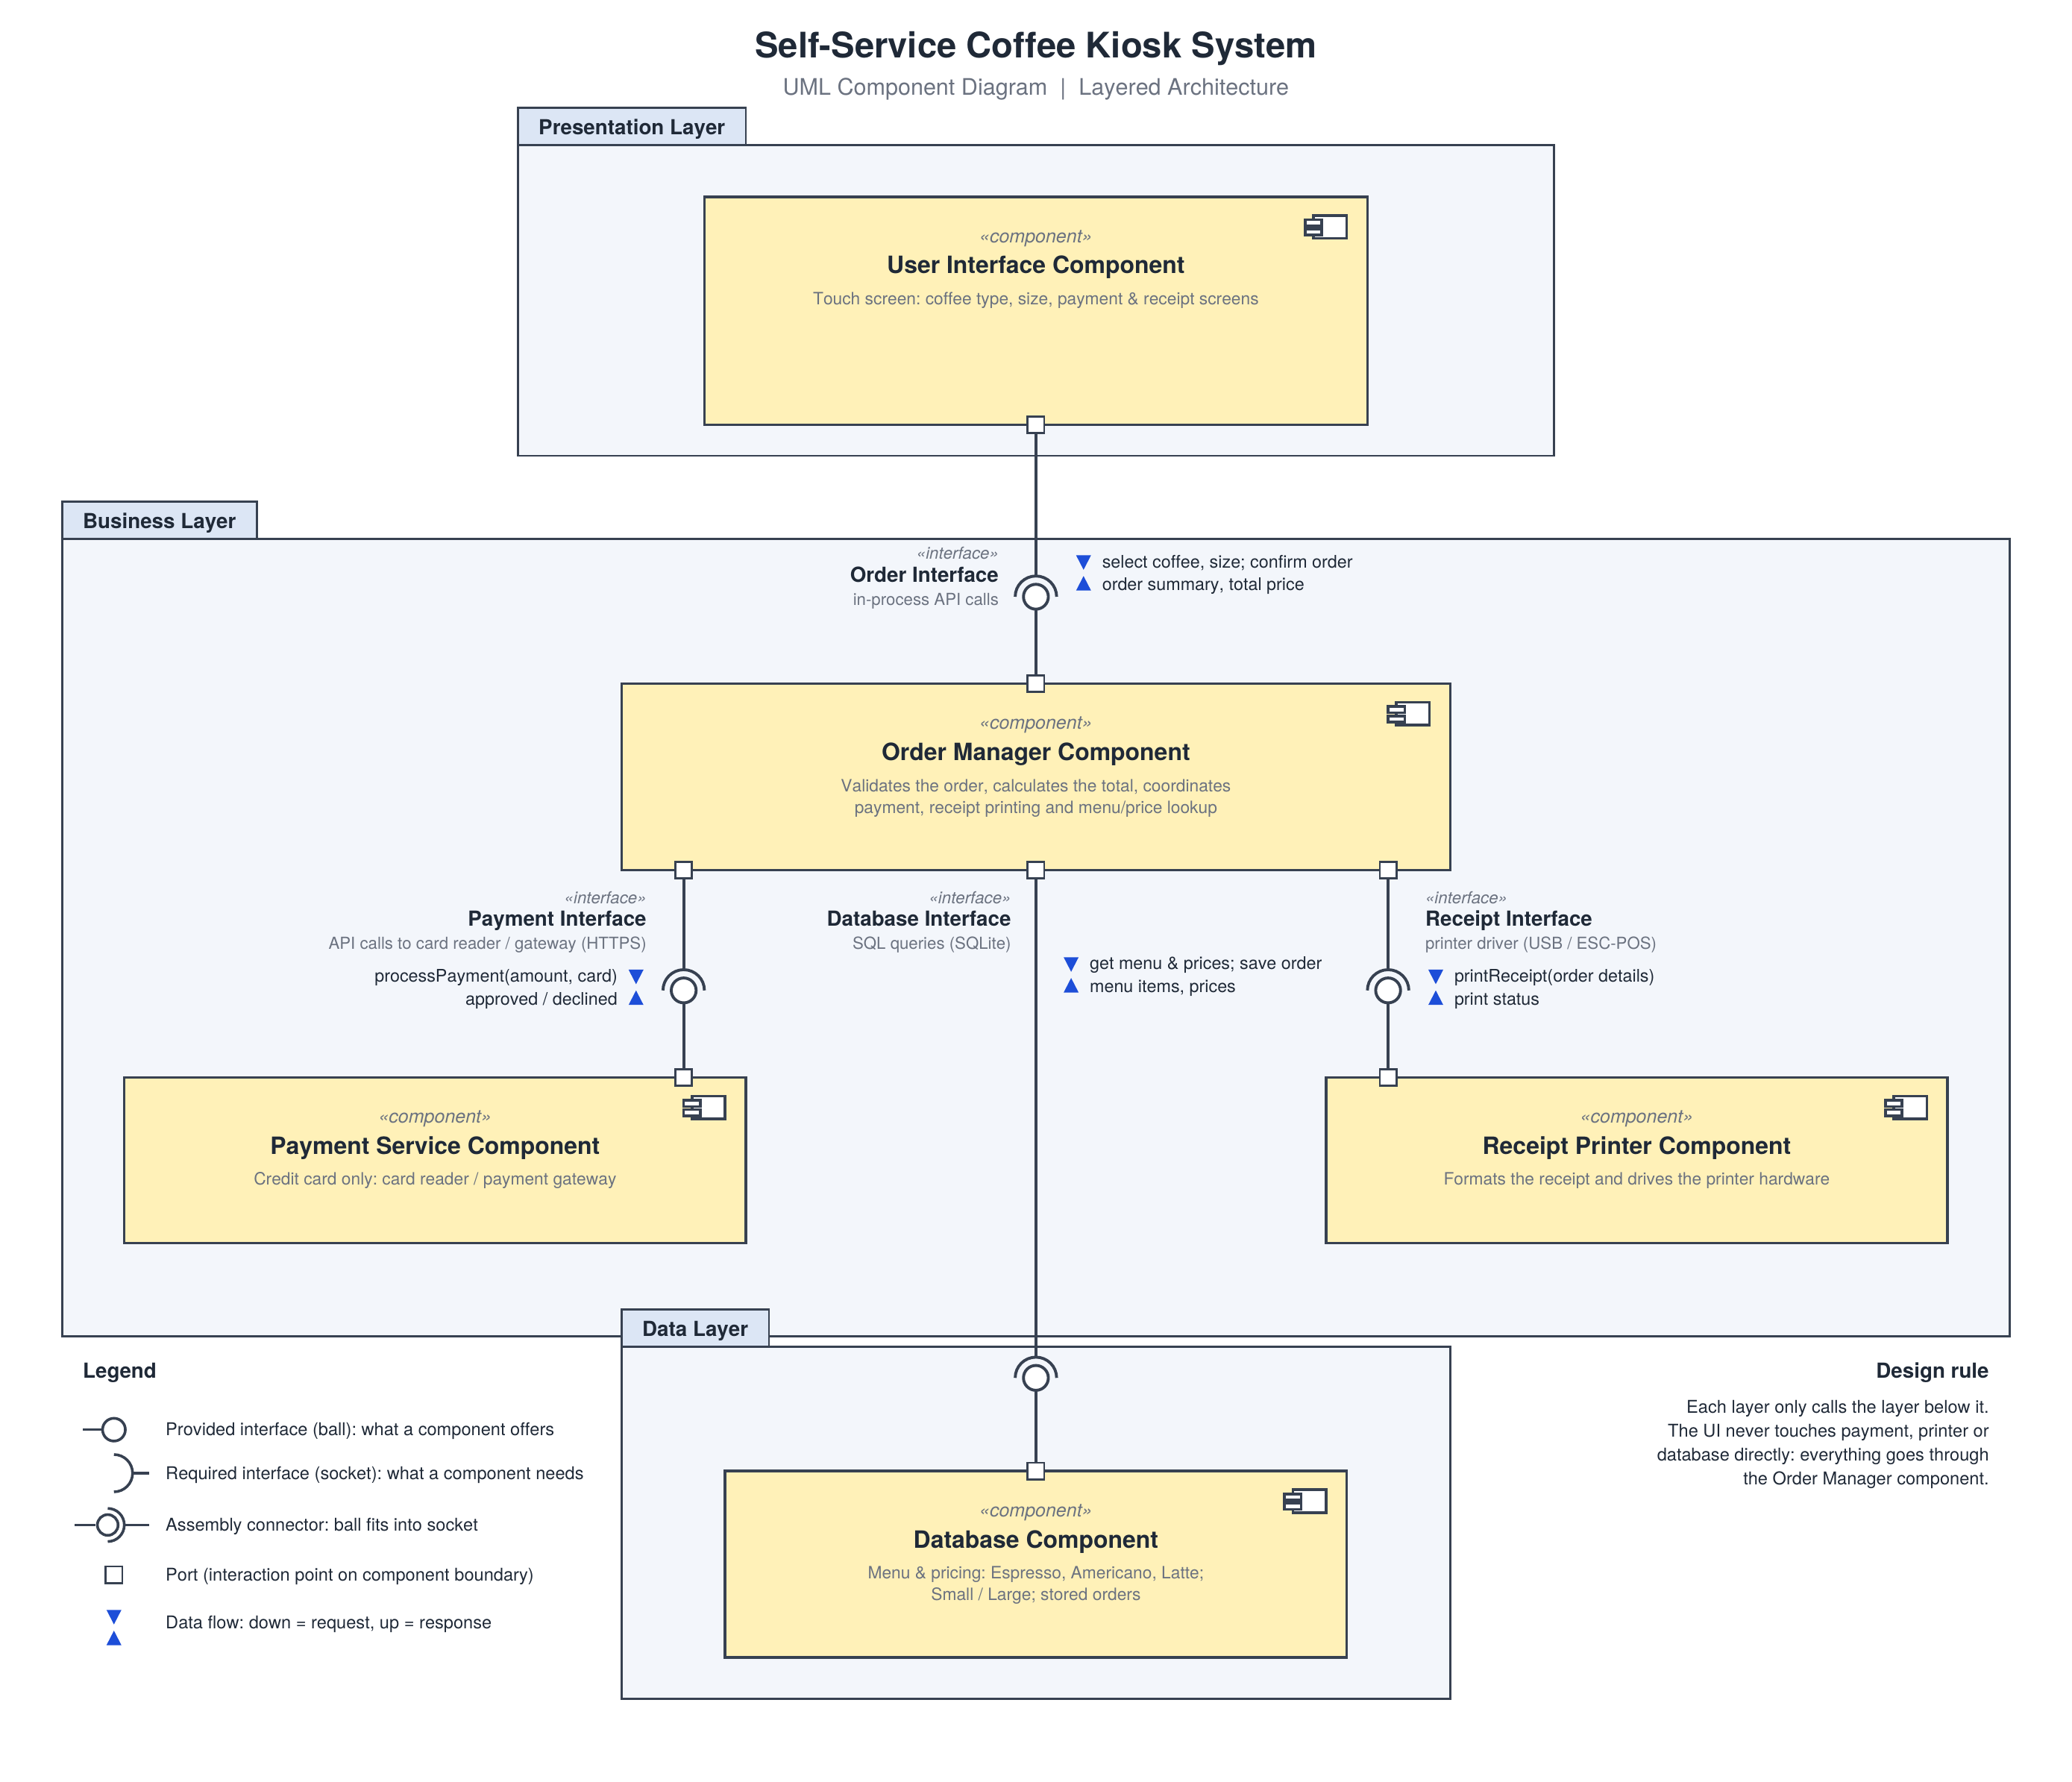 Self-Service Coffee Kiosk System
UML Component Diagram | Layered Architecture
Presentation Layer
«component»
User Interface Component
Touch screen: coffee type, size, payment & receipt screens
Business Layer
«interface»
Order Interface
in-process API calls
▼ select coffee, size; confirm order
▲ order summary, total price
«component»
Order Manager Component
Validates the order, calculates the total, coordinates
payment, receipt printing and menu/price lookup
«interface»
Payment Interface
API calls to card reader / gateway (HTTPS)
processPayment(amount, card) ▼
approved / declined ▲
«interface»
Database Interface
SQL queries (SQLite)
▼ get menu & prices; save order
▲ menu items, prices
«interface»
Receipt Interface
printer driver (USB / ESC-POS)
▼ printReceipt(order details)
▲ print status
«component»
Payment Service Component
Credit card only: card reader / payment gateway
«component»
Receipt Printer Component
Formats the receipt and drives the printer hardware
Data Layer
«component»
Database Component
Menu & pricing: Espresso, Americano, Latte;
Small / Large; stored orders
Legend
Provided interface (ball): what a component offers
Required interface (socket): what a component needs
Assembly connector: ball fits into socket
Port (interaction point on component boundary)
Data flow: down = request, up = response
Design rule
Each layer only calls the layer below it.
The UI never touches payment, printer or
database directly: everything goes through
the Order Manager component.